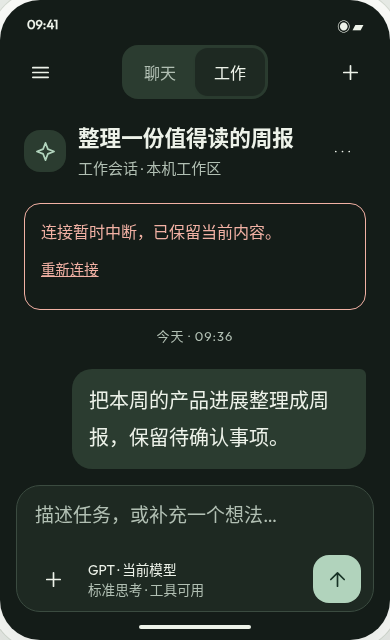 09:41
聊天
工作
整理一份值得读的周报
工作会话·本机工作区
...
连接暂时中断，已保留当前内容。
重新连接
今天 · 09:36
把本周的产品进展整理成周
报，保留待确认事项。
描述任务，或补充一个想法...
GPT·当前模型
标准思考·工具可用